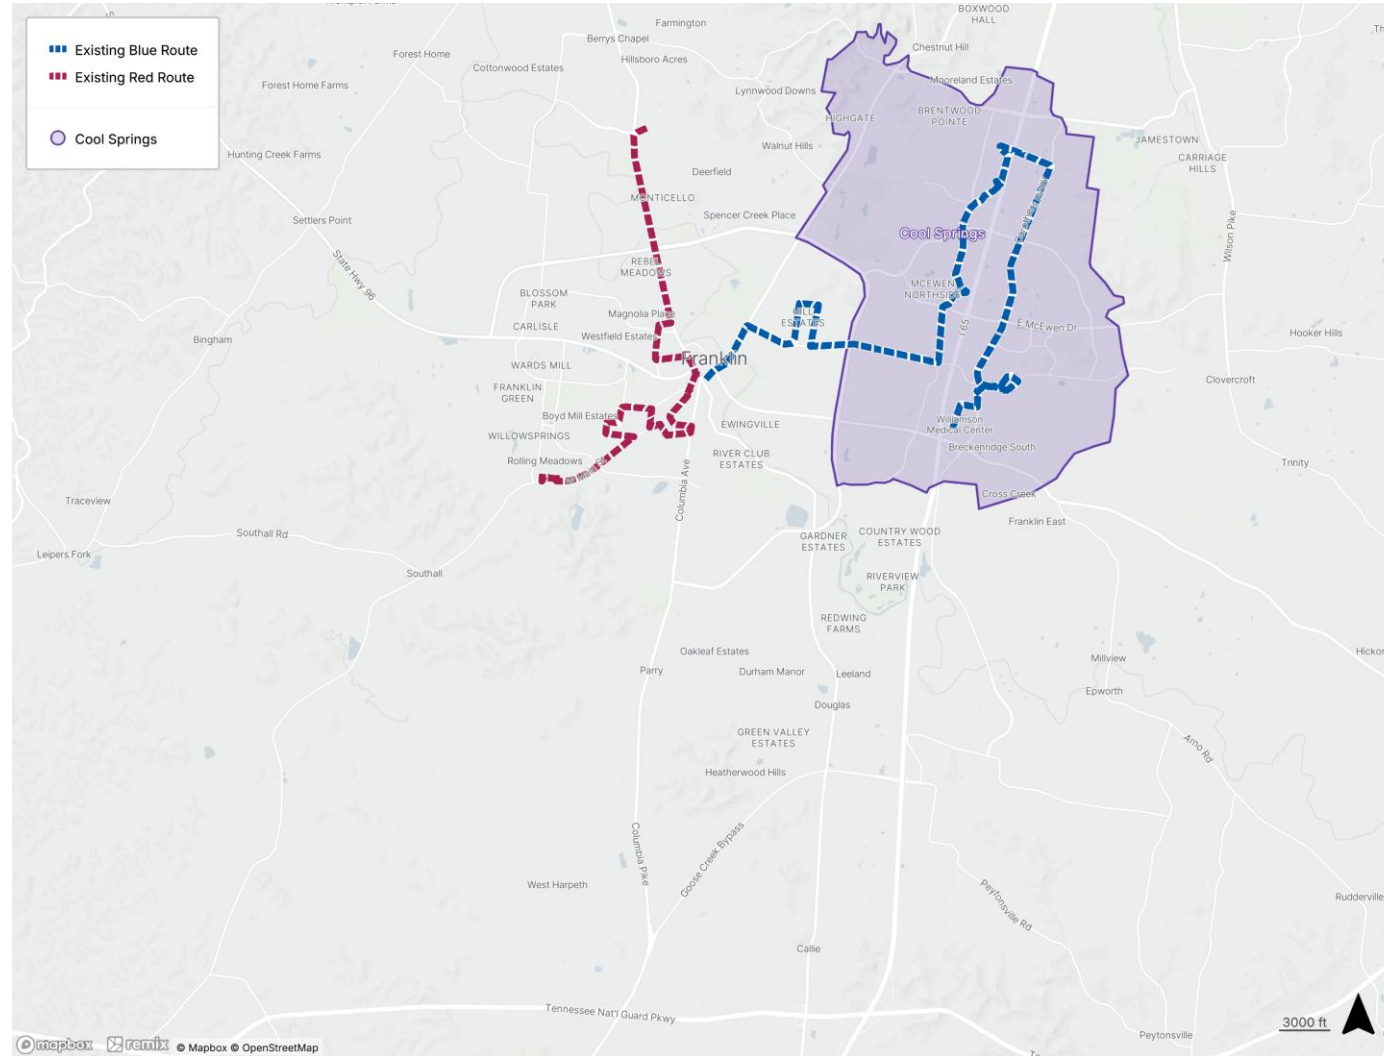 BOXWOOD
HALL
Existing Blue Route
Existing Red Route
Cool Springs
Farmington
Berrys Chapel
Hillsboro Acres
Forest Home
Cottonwood Estates
Forest Home Farms
Chestnut Hill
Mooreland Estates
Lynnwood Downs
HIGHGATE
BRENTWOOD
POINTE
JAMESTOWN
CARRIAGE
HILLS
Hunting Creek Farms
Walnut Hills
Deerfield
MONTICELLO
Spencer Creek Place
Settlers Point
State Hwy 96
Cool Springs
Wilson Pike
REBEL
MEADOWS
BLOSSOM
PARK
MCEWEN
NORTHSIDE
Magnolia Place
CARLISLE
Westfield Estates
ESTATES
I 65
E McEwen Dr
Hooker Hills
Bingham
Franklin
WARDS MILL
FRANKLIN
GREEN
Clovercroft
Boyd Mill Estates
EWINGVILLE
Williamson
Medical Center
WILLOWSPRINGS
Breckenridge South
RIVER CLUB
ESTATES
Rolling Meadows
Trinity
Columbia Ave
Traceview
Cross Creek
Franklin East
Southall Rd
GARDNER
ESTATES
COUNTRY WOOD
ESTATES
Leipers Fork
Southall
RIVERVIEW
PARK
REDWING
FARMS
Oakleaf Estates
Parry
Durham Manor
Leeland
Millview
Epworth
Douglas
GREEN VALLEY
ESTATES
Arno Rd
Heatherwood Hills
Columbia Pike
Goose Creek Bypass
West Harpeth
Peytonsville Rd
Rudderville
Callie
Tennessee Nat'l Guard Pkwy
3000 ft
Peytonsville
mapbox remix © Mapbox © OpenStreetMap